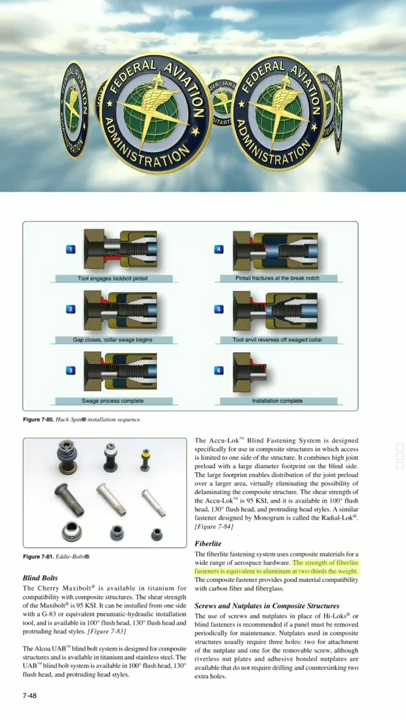 FEDERAL AVIATION
ADMINISTRATION
FEDERAL AVIATION
ADMINISTRATION
1
Tool engages lockbolt pintail
4
Pintail fractures at the break notch
2
Gap closes, collar swage begins
5
Tool anvil reverses off swaged collar
3
Swage process complete
6
Installation complete
Figure 7-80. Huck-Spin® installation sequence.
Figure 7-81. Eddie-Bolts®.
Blind Bolts
The Cherry Maxibolt® is available in titanium for
compatibility with composite structures. The shear strength
of the Maxibolt® is 95 KSI. It can be installed from one side
with a G-83 or equivalent pneumatic-hydraulic installation
tool, and is available in 100° flush head, 130° flush head and
protruding head styles. [Figure 7-83]
The Alcoa UAB™ blind bolt system is designed for composite
structures and is available in titanium and stainless steel. The
UAB™ blind bolt system is available in 100° flush head, 130°
flush head, and protruding head styles.
The Accu-Lok™ Blind Fastening System is designed
specifically for use in composite structures in which access
is limited to one side of the structure. It combines high joint
preload with a large diameter footprint on the blind side.
The large footprint enables distribution of the joint preload
over a larger area, virtually eliminating the possibility of
delaminating the composite structure. The shear strength of
the Accu-Lok™ is 95 KSI, and it is available in 100° flush
head, 130° flush head, and protruding head styles. A similar
fastener designed by Monogram is called the Radial-Lok®.
[Figure 7-84]
Fiberlite
The fiberlite fastening system uses composite materials for a
wide range of aerospace hardware. The strength of fiberlite
fasteners is equivalent to aluminum at two-thirds the weight.
The composite fastener provides good material compatibility
with carbon fiber and fiberglass.
Screws and Nutplates in Composite Structures
The use of screws and nutplates in place of Hi-Loks® or
blind fasteners is recommended if a panel must be removed
periodically for maintenance. Nutplates used in composite
structures usually require three holes: two for attachment
of the nutplate and one for the removable screw, although
rivetless nut plates and adhesive bonded nutplates are
available that do not require drilling and countersinking two
extra holes.
7-48